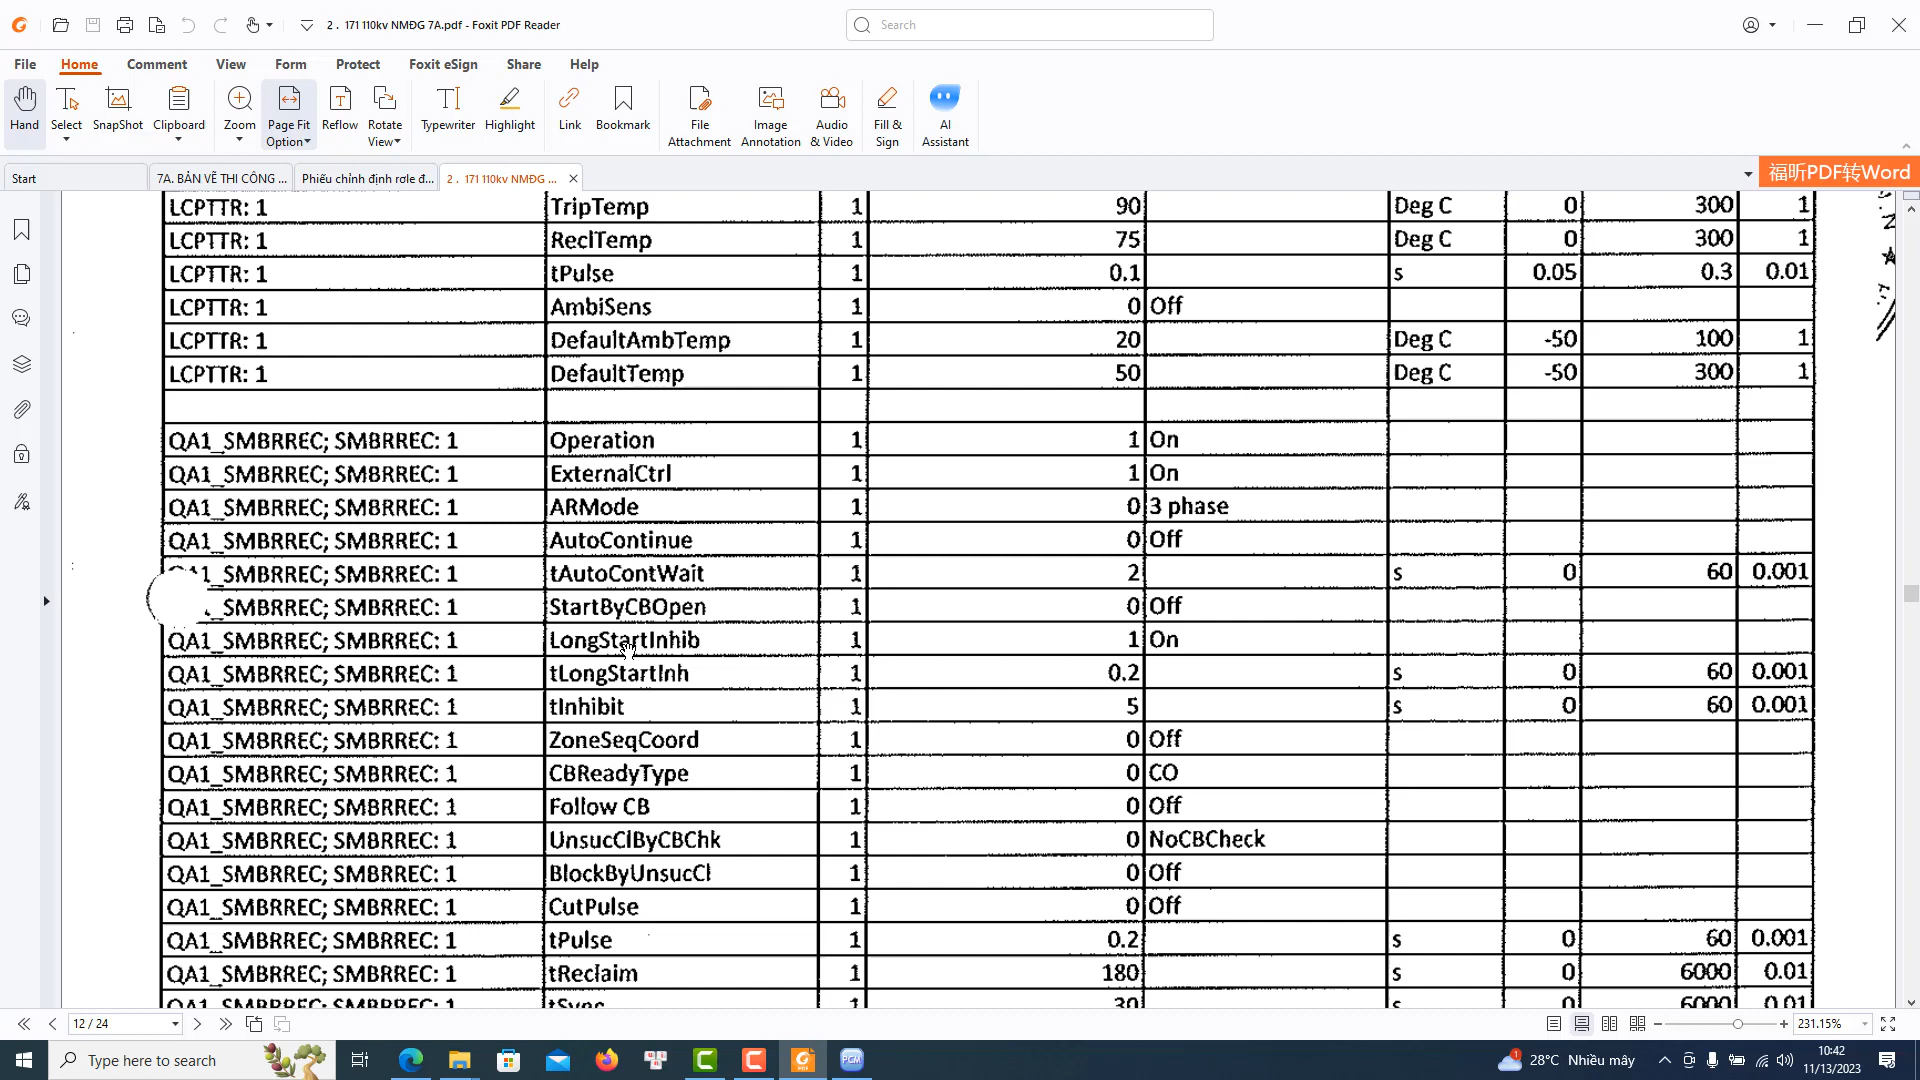 2 . 171 110kv NMĐG 7A.pdf - Foxit PDF Reader
Search
File Home Comment View Form Protect Foxit eSign Share Help
Hand Select SnapShot Clipboard Zoom Page Fit Option Reflow Rotate View Typewriter Highlight Link Bookmark File Attachment Image Annotation Audio & Video Fill & Sign AI Assistant
Start 7A. BẢN VẼ THI CÔNG ... Phiếu chỉnh định rơle đ... 2 . 171 110kv NMĐG ... 福昕PDF转Word
LCPTTR: 1 TripTemp 1 90 Deg C 0 300 1
LCPTTR: 1 ReclTemp 1 75 Deg C 0 300 1
LCPTTR: 1 tPulse 1 0.1 s 0.05 0.3 0.01
LCPTTR: 1 AmbiSens 1 0 Off
LCPTTR: 1 DefaultAmbTemp 1 20 Deg C -50 100 1
LCPTTR: 1 DefaultTemp 1 50 Deg C -50 300 1
QA1_SMBRREC; SMBRREC: 1 Operation 1 1 On
QA1_SMBRREC; SMBRREC: 1 ExternalCtrl 1 1 On
QA1_SMBRREC; SMBRREC: 1 ARMode 1 0 3 phase
QA1_SMBRREC; SMBRREC: 1 AutoContinue 1 0 Off
1_SMBRREC; SMBRREC: 1 tAutoContWait 1 2 s 0 60 0.001
_SMBRREC; SMBRREC: 1 StartByCBOpen 1 0 Off
QA1_SMBRREC; SMBRREC: 1 LongStartInhib 1 1 On
QA1_SMBRREC; SMBRREC: 1 tLongStartInh 1 0.2 s 0 60 0.001
QA1_SMBRREC; SMBRREC: 1 tInhibit 1 5 s 0 60 0.001
QA1_SMBRREC; SMBRREC: 1 ZoneSeqCoord 1 0 Off
QA1_SMBRREC; SMBRREC: 1 CBReadyType 1 0 CO
QA1_SMBRREC; SMBRREC: 1 Follow CB 1 0 Off
QA1_SMBRREC; SMBRREC: 1 UnsucClByCBChk 1 0 NoCBCheck
QA1_SMBRREC; SMBRREC: 1 BlockByUnsucCl 1 0 Off
QA1_SMBRREC; SMBRREC: 1 CutPulse 1 0 Off
QA1_SMBRREC; SMBRREC: 1 tPulse 1 0.2 s 0 60 0.001
QA1_SMBRREC; SMBRREC: 1 tReclaim 1 180 s 0 6000 0.01
QA1_SMBRREC; SMBRREC: 1 tSync 1 30 s 0 6000 0.01
12 / 24 231.15%
Type here to search PCM 1 28°C Nhiều mây 10:42
11/13/2023